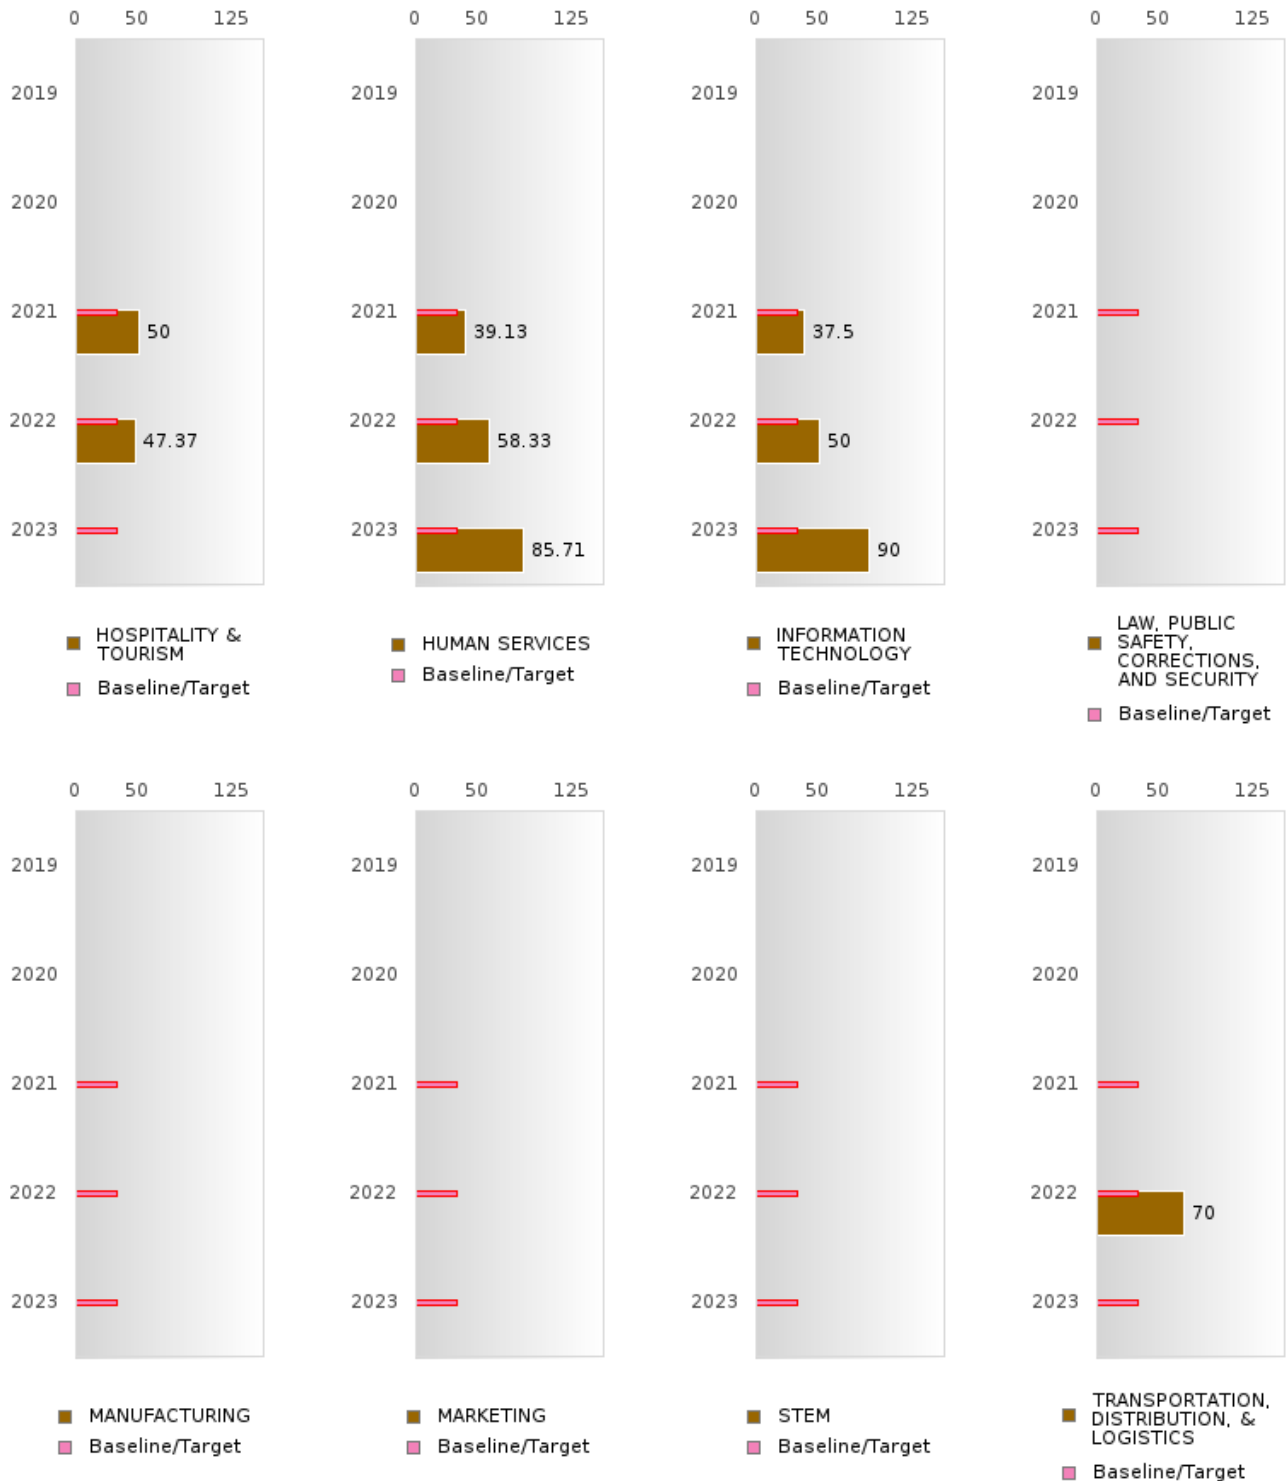 0 50 125
2019
2020
2021
50
2022
47.37
2023
HOSPITALITY &
TOURISM
Baseline/Target
0 50 125
2019
2020
2021
39.13
2022
58.33
2023
85.71
HUMAN SERVICES
Baseline/Target
0 50 125
2019
2020
2021
37.5
2022
50
2023
90
INFORMATION
TECHNOLOGY
Baseline/Target
0 50 125
2019
2020
2021
2022
2023
LAW, PUBLIC
SAFETY,
CORRECTIONS,
AND SECURITY
Baseline/Target
0 50 125
2019
2020
2021
2022
2023
MANUFACTURING
Baseline/Target
0 50 125
2019
2020
2021
2022
2023
MARKETING
Baseline/Target
0 50 125
2019
2020
2021
2022
2023
STEM
Baseline/Target
0 50 125
2019
2020
2021
2022
70
2023
TRANSPORTATION,
DISTRIBUTION, &
LOGISTICS
Baseline/Target